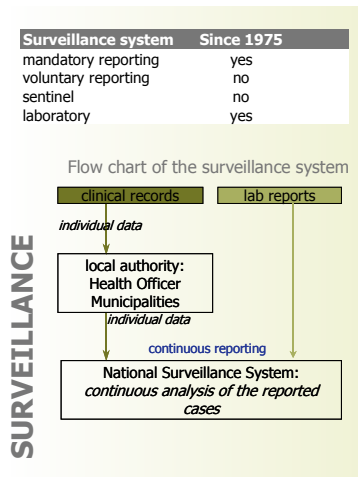 Surveillance system Since 1975
mandatory reporting yes
voluntary reporting no
sentinel no
laboratory yes
Flow chart of the surveillance system
clinical records lab reports
individual data
local authority:
Health Officer
Municipalities
individual data
continuous reporting
National Surveillance System:
continuous analysis of the reported
cases
SURVEILLANCE